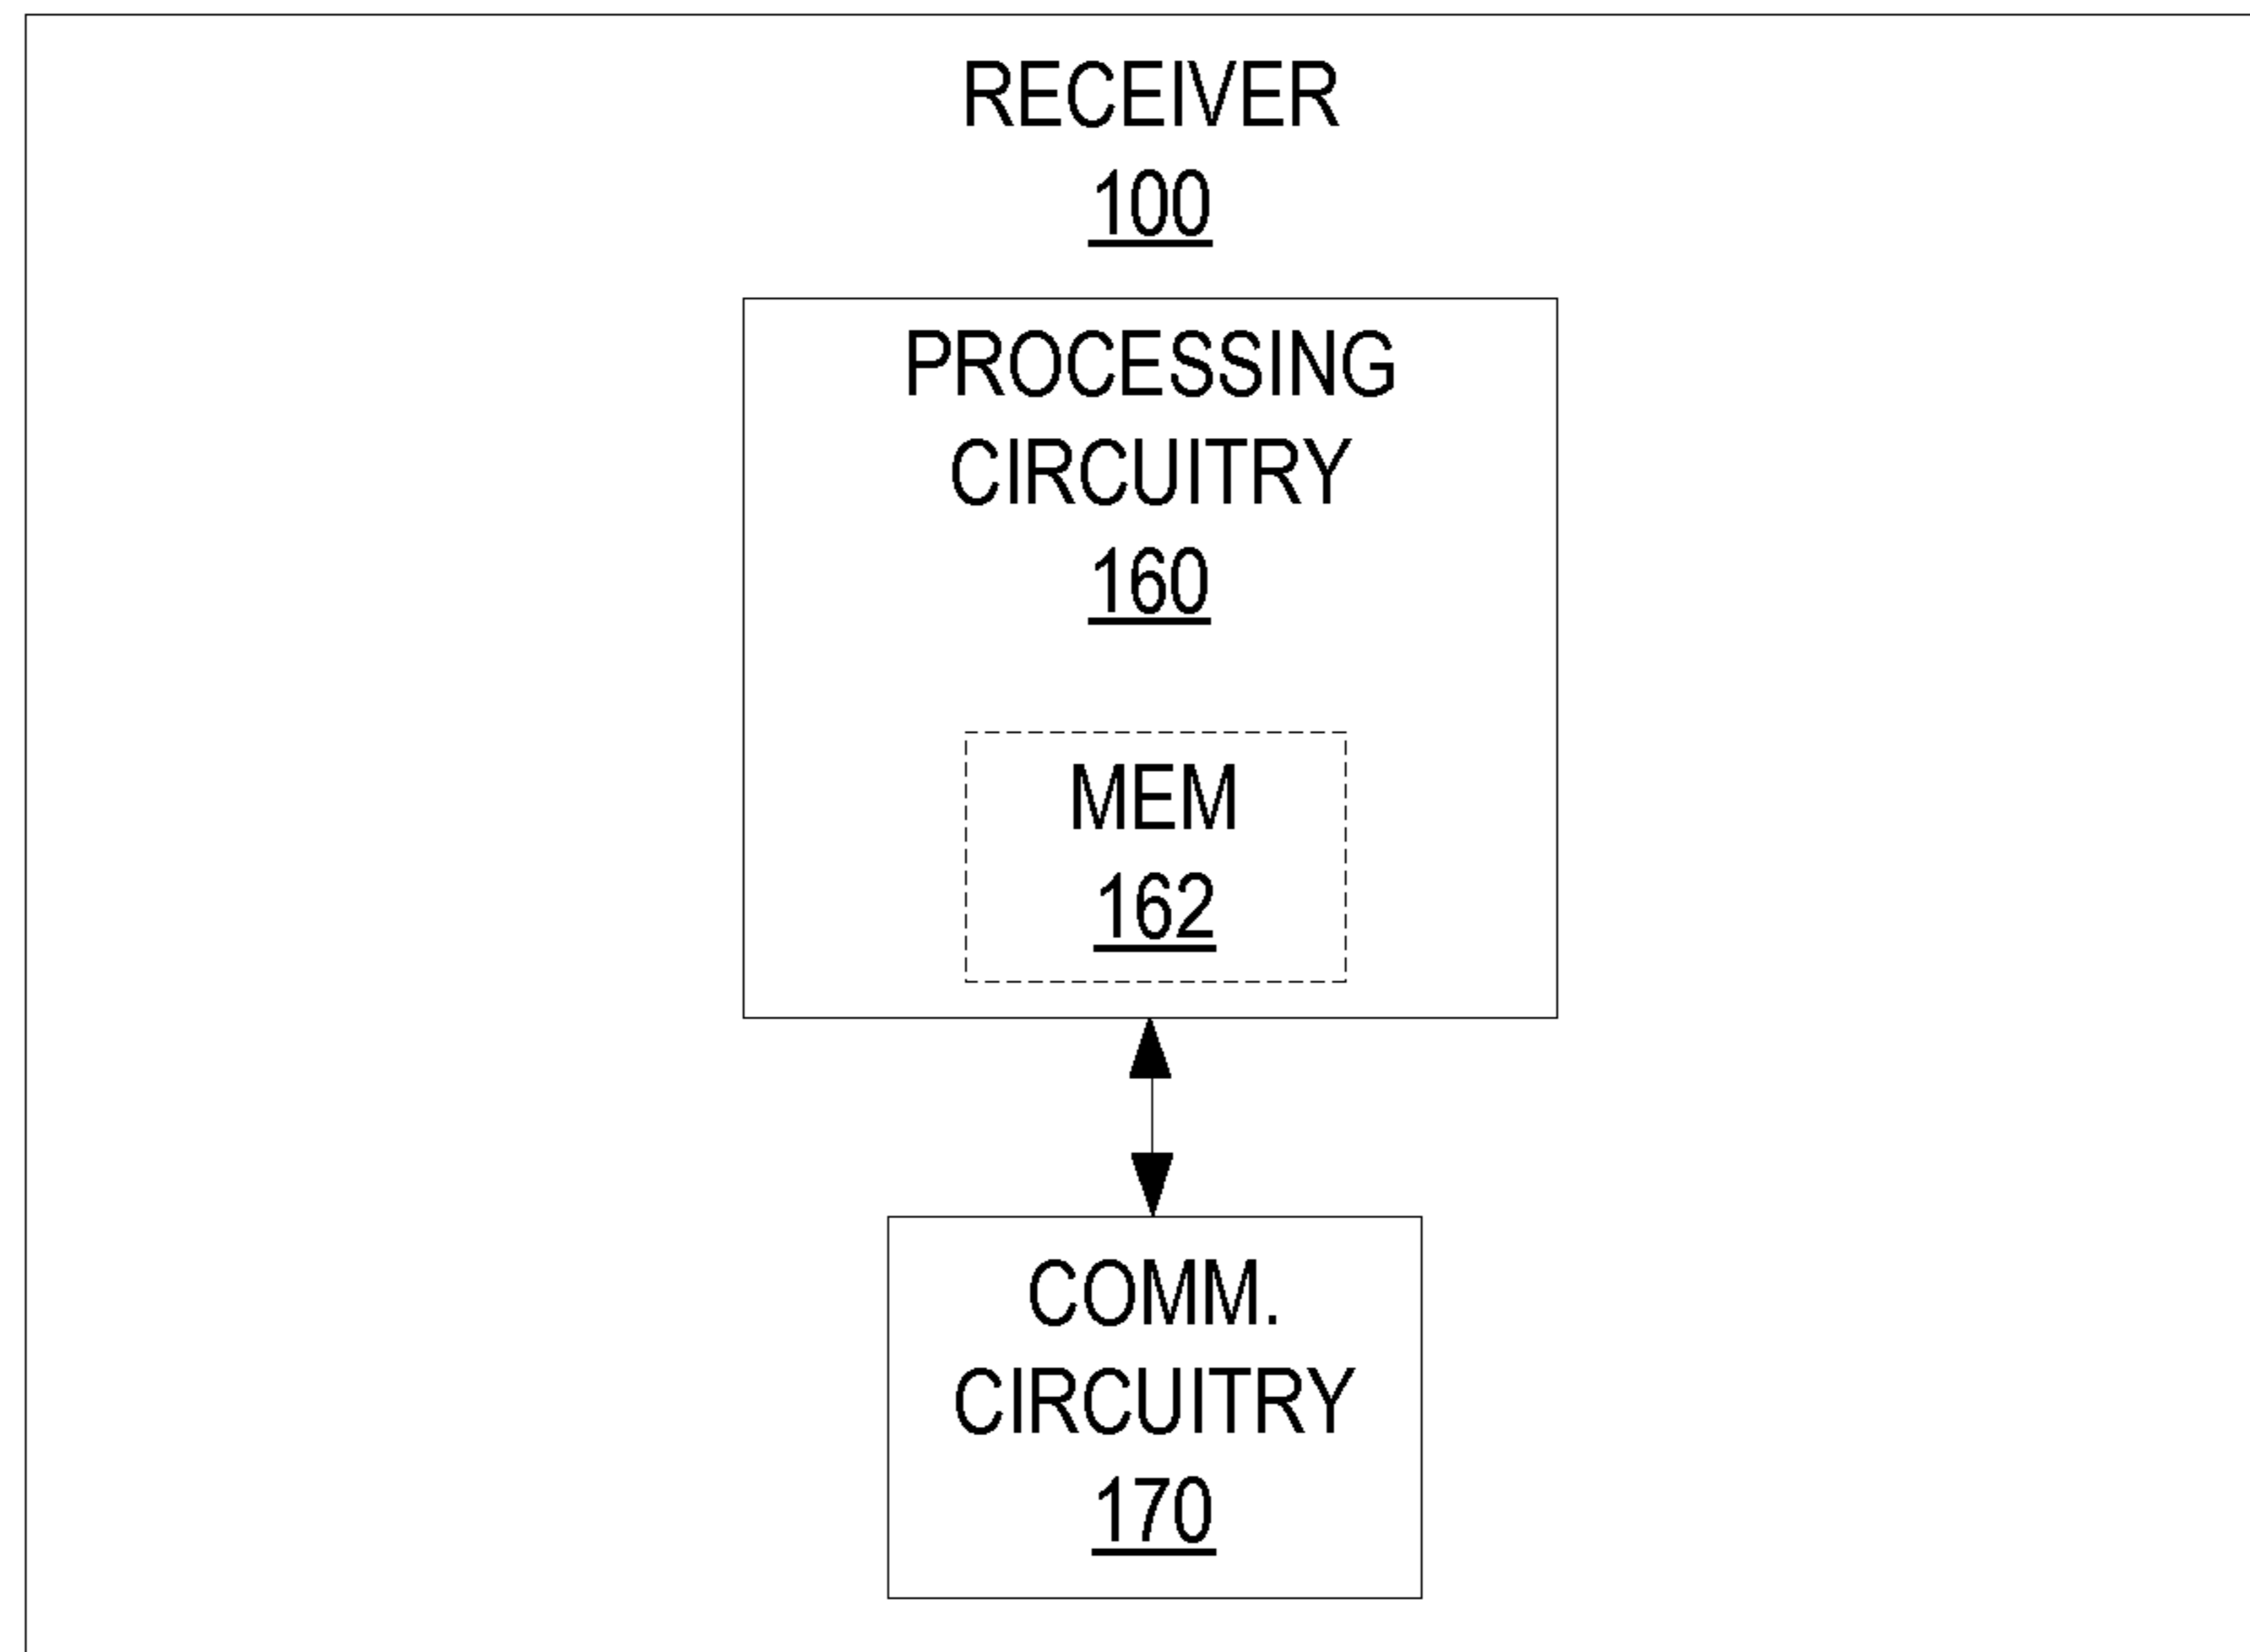 RECEIVER
100
PROCESSING
CIRCUITRY
160
MEM
162
COMM.
CIRCUITRY
170